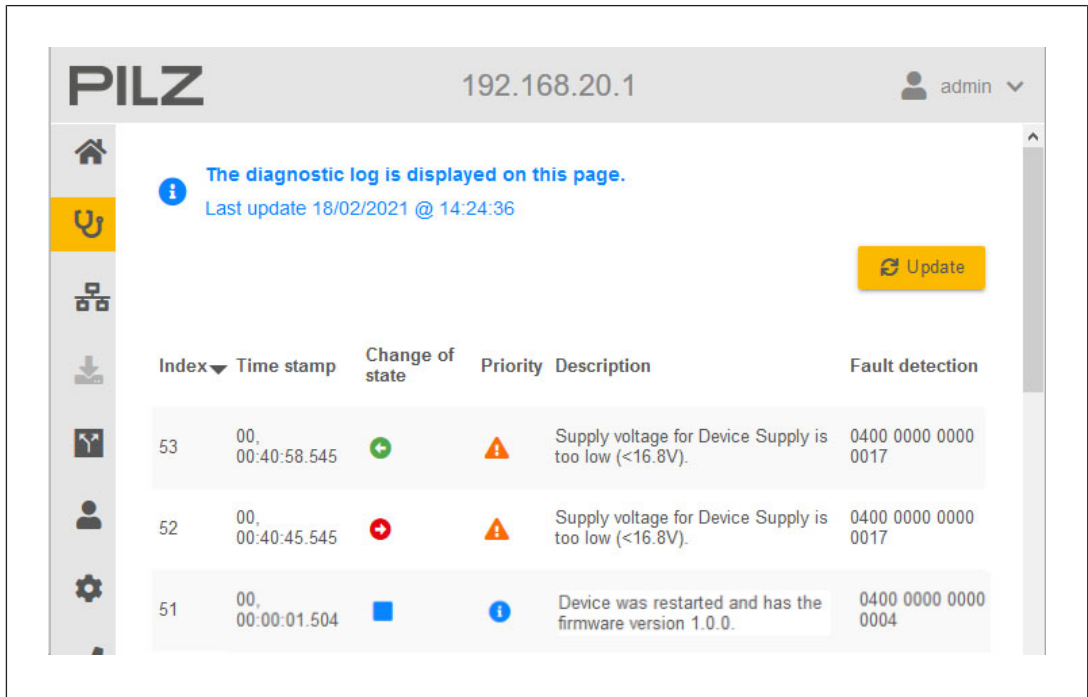 PILZ 192.168.20.1 admin
The diagnostic log is displayed on this page.
Last update 18/02/2021 @ 14:24:36
Update
Index Time stamp Change of state Priority Description Fault detection
53 00, 00:40:58.545 Supply voltage for Device Supply is too low (<16.8V). 0400 0000 0000 0017
52 00, 00:40:45.545 Supply voltage for Device Supply is too low (<16.8V). 0400 0000 0000 0017
51 00, 00:00:01.504 Device was restarted and has the firmware version 1.0.0. 0400 0000 0000 0004